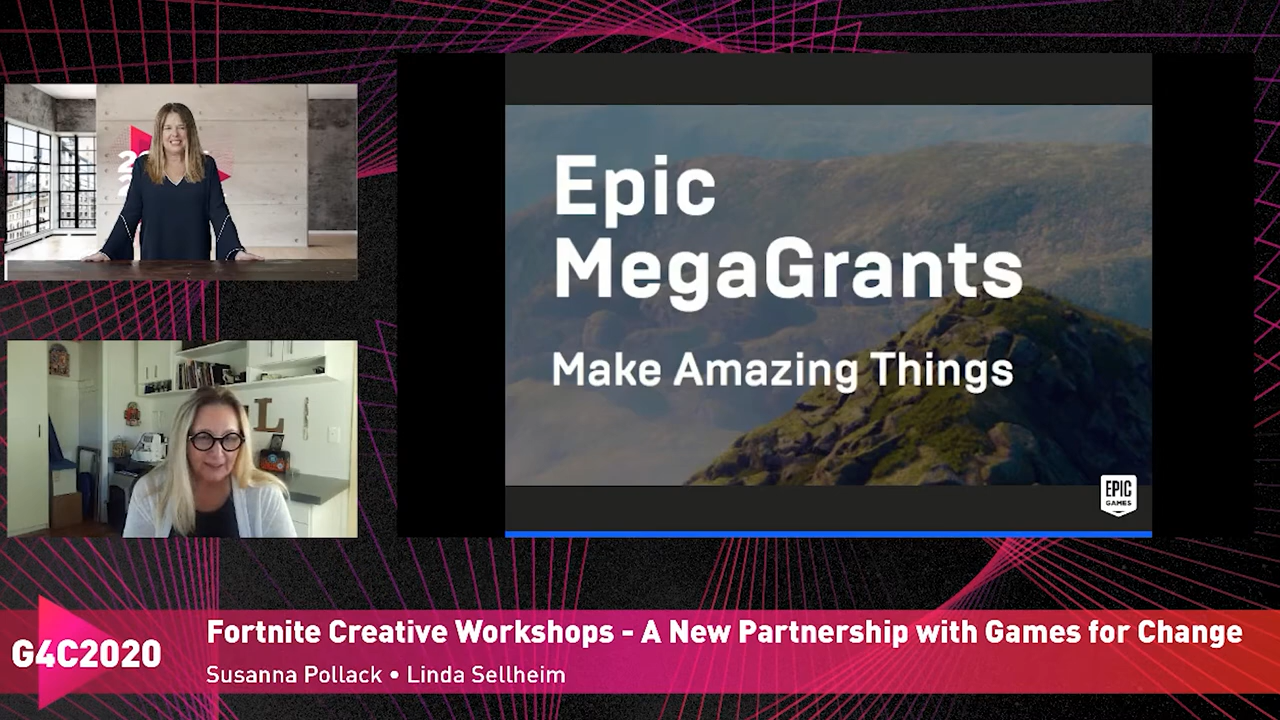 Epic
MegaGrants
Make Amazing Things
EPIC
GAMES
L
Fortnite Creative Workshops - A New Partnership with Games for Change
G4C2020
Susanna Pollack • Linda Sellheim